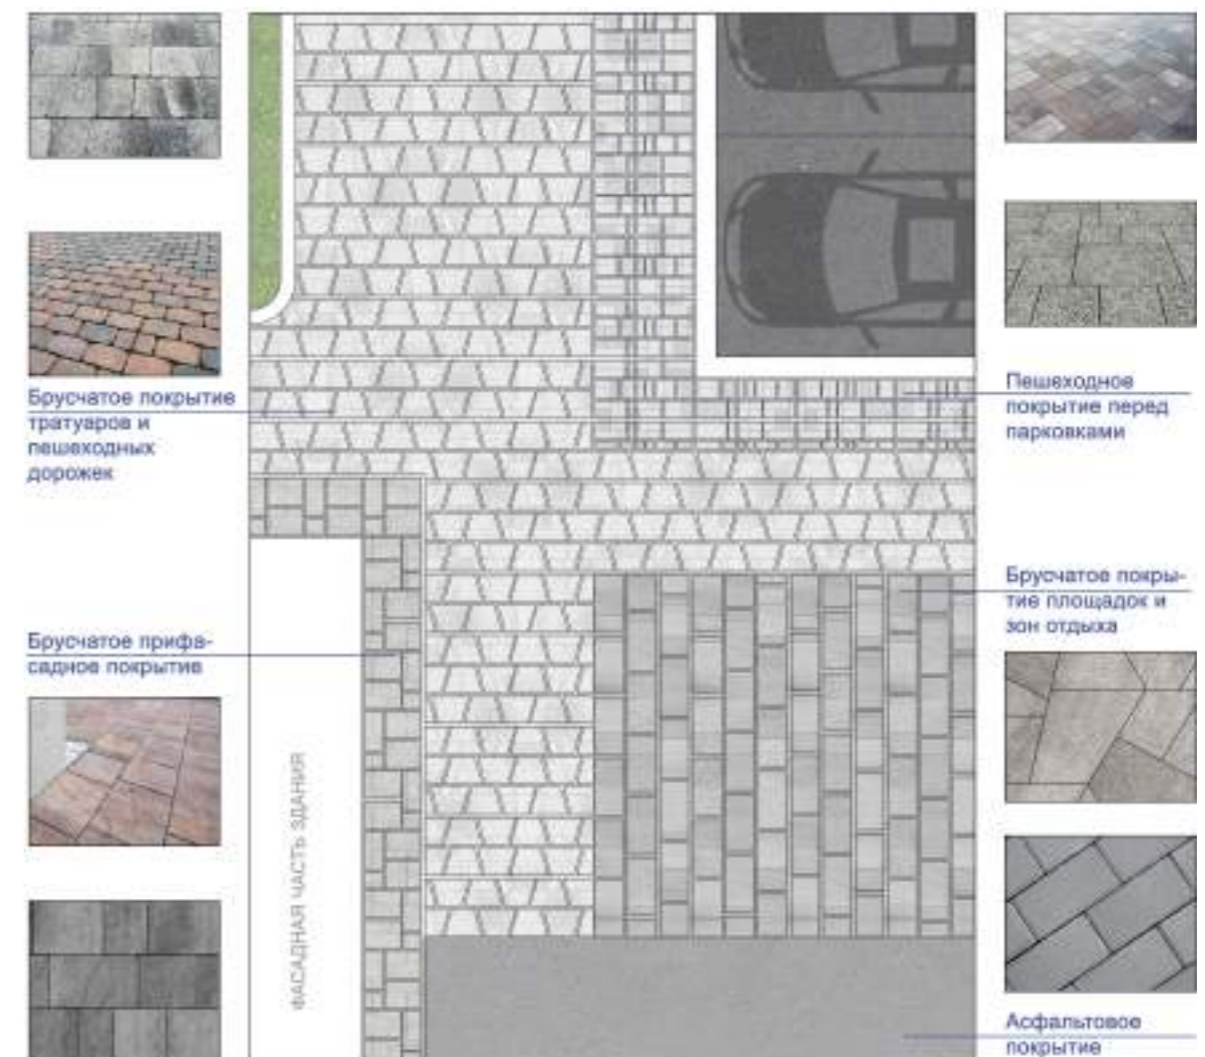 Брусчатое покрытие
тратуаров и
пешеходных
дорожек
Брусчатое прифа-
садное покрытие
ФАСАДНАЯ ЧАСТЬ ЗДАНИЯ
Пешеходное
покрытие перед
парковками
Брусчатое покры-
тие площадок и
зон отдыха
Асфальтовое
покрытие